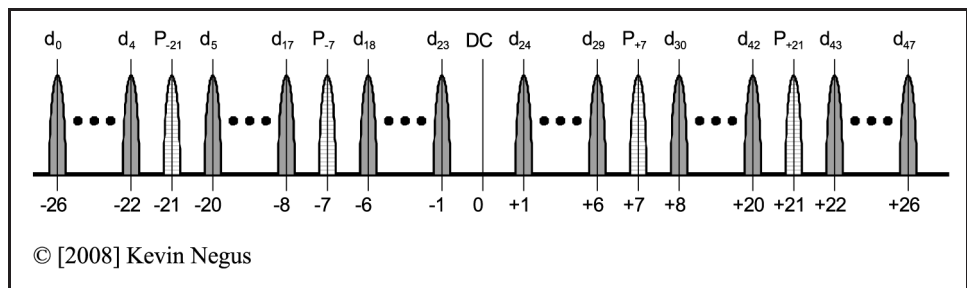 d0 d4 P-21 d5 d17 P-7 d18 d23 DC d24 d29 P+7 d30 d42 P+21 d43 d47
-26 -22 -21 -20 -8 -7 -6 -1 0 +1 +6 +7 +8 +20 +21 +22 +26
© [2008] Kevin Negus